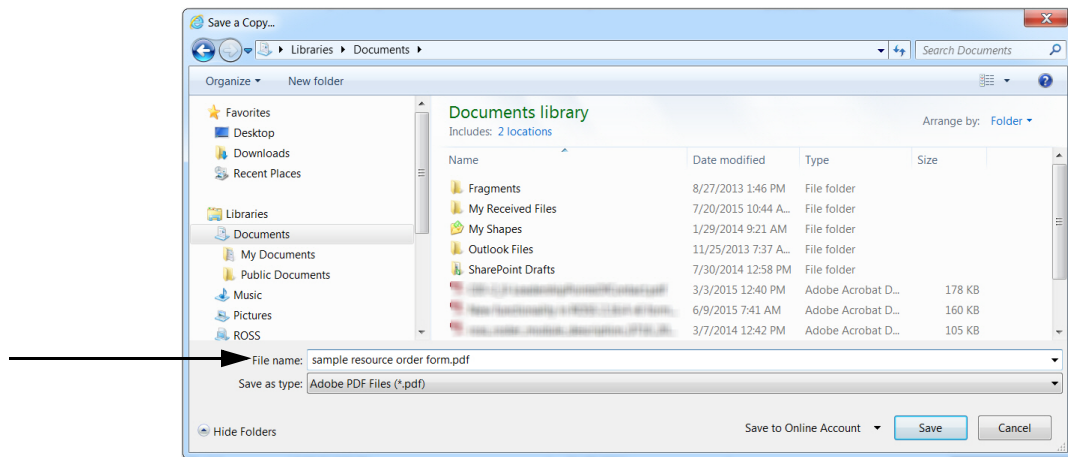 Save a Copy...
Libraries Documents
Search Documents
Organize New folder
Favorites
Desktop
Downloads
Recent Places
Libraries
Documents
My Documents
Public Documents
Music
Pictures
ROSS
Documents library
Includes: 2 locations
Arrange by: Folder
Name Date modified Type Size
Fragments 8/27/2013 1:46 PM File folder
My Received Files 7/20/2015 10:44 A... File folder
My Shapes 1/29/2014 9:21 AM File folder
Outlook Files 11/25/2013 7:37 A... File folder
SharePoint Drafts 7/30/2014 12:58 PM File folder
3/3/2015 12:40 PM Adobe Acrobat D... 178 KB
6/9/2015 7:41 AM Adobe Acrobat D... 160 KB
3/7/2014 12:42 PM Adobe Acrobat D... 105 KB
File name: sample resource order form.pdf
Save as type: Adobe PDF Files (*.pdf)
Hide Folders Save to Online Account Save Cancel